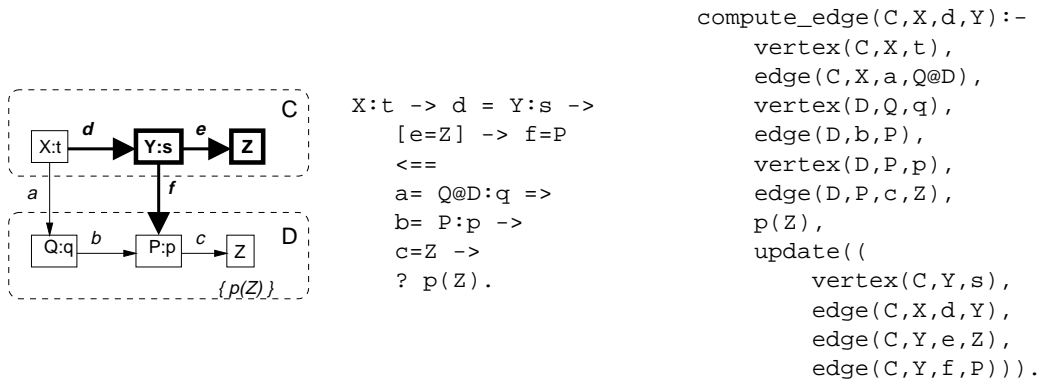 C
d
e
X:t
Y:s
Z
a
f
D
Q:q
b
P:p
c
Z
{ p(Z) }
X:t -> d = Y:s ->
[e=Z] -> f=P
<==
a= Q@D:q =>
b= P:p ->
c=Z ->
? p(Z).
compute_edge(C,X,d,Y):-
vertex(C,X,t),
edge(C,X,a,Q@D),
vertex(D,Q,q),
edge(D,b,P),
vertex(D,P,p),
edge(D,P,c,Z),
p(Z),
update((
vertex(C,Y,s),
edge(C,X,d,Y),
edge(C,Y,e,Z),
edge(C,Y,f,P))).